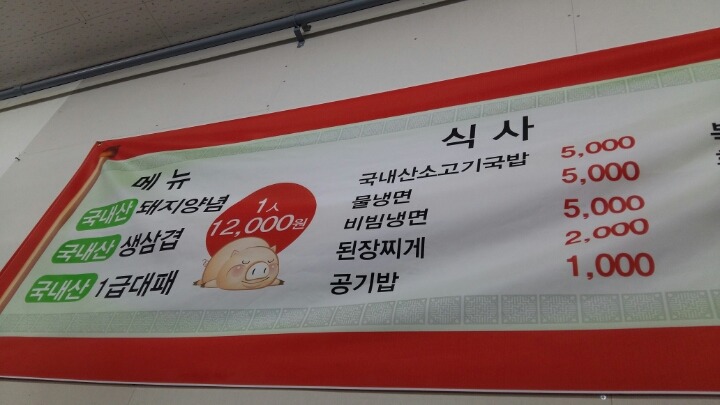 메 뉴
국내산 돼지양념
국내산 생삼겹
국내산 1급대패
1人
12,000원
식 사
국내산소고기국밥 5,000
물냉면 5,000
비빔냉면 5,000
된장찌게 2,000
공기밥 1,000